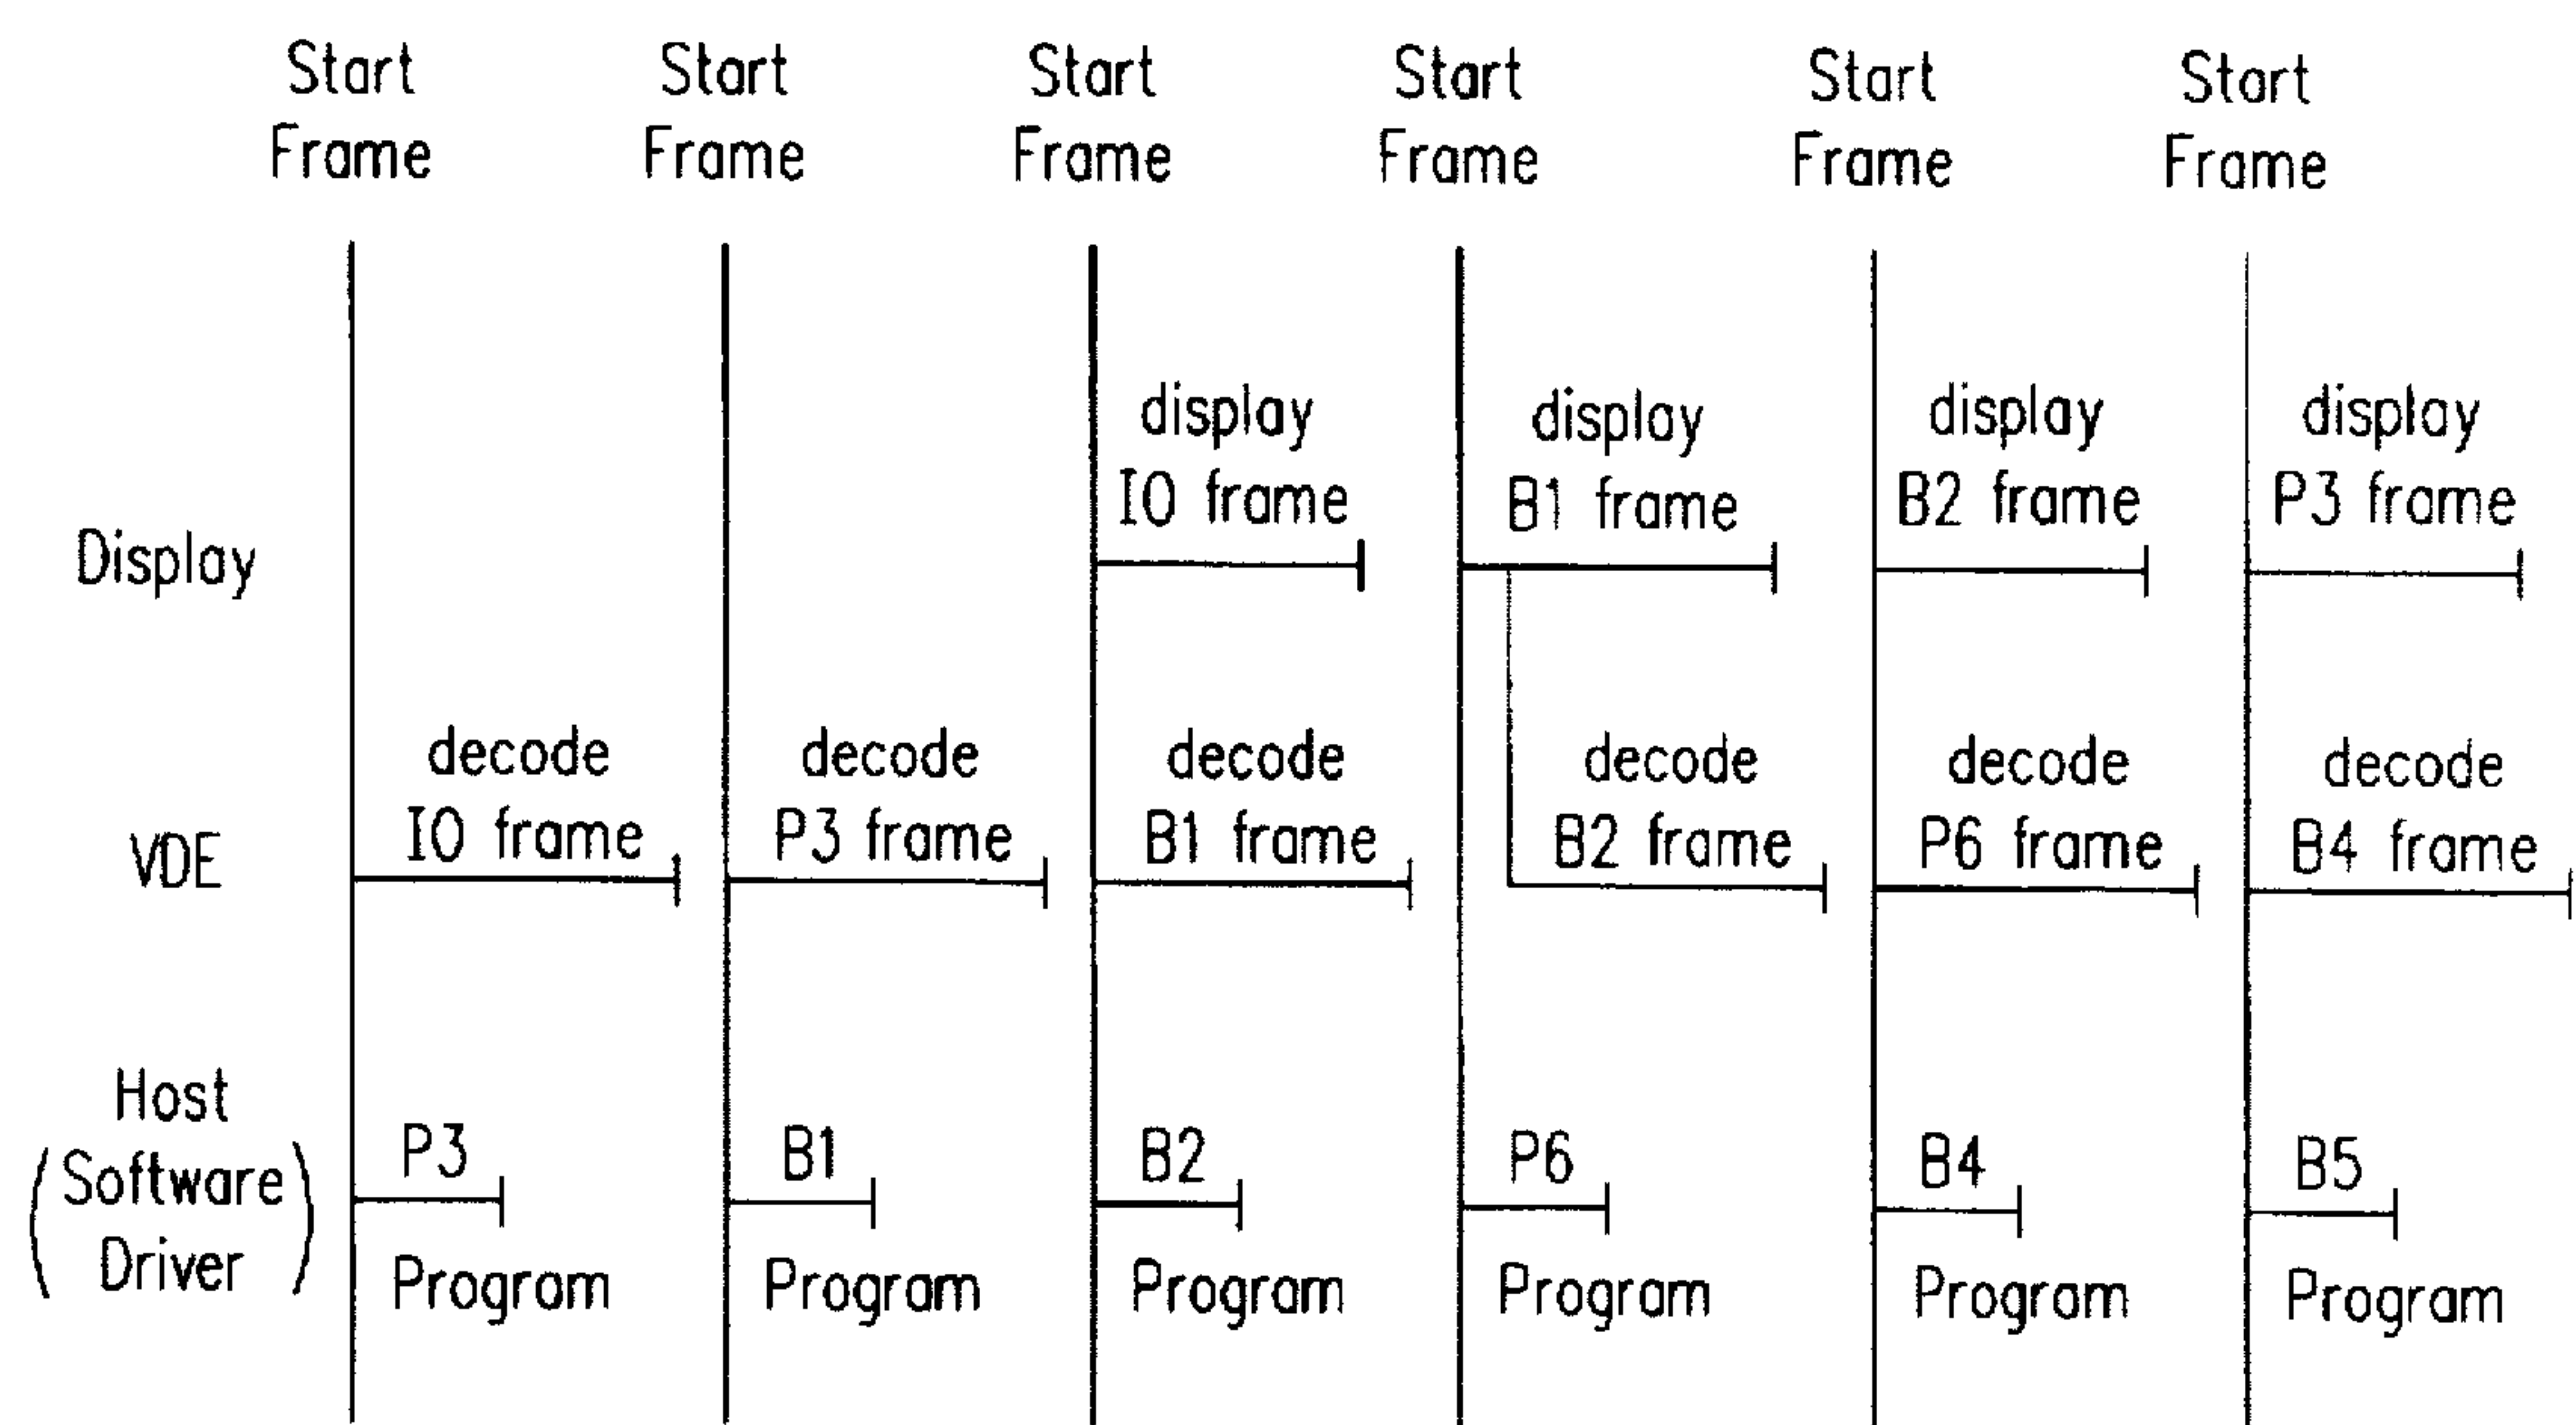 Start Start Start Start Start Start
Frame Frame Frame Frame Frame Frame
display display display display
I0 frame B1 frame B2 frame P3 frame
Display
decode decode decode decode decode decode
I0 frame P3 frame B1 frame B2 frame P6 frame B4 frame
VDE
Host
(Software
Driver)
P3 B1 B2 P6 B4 B5
Program Program Program Program Program Program